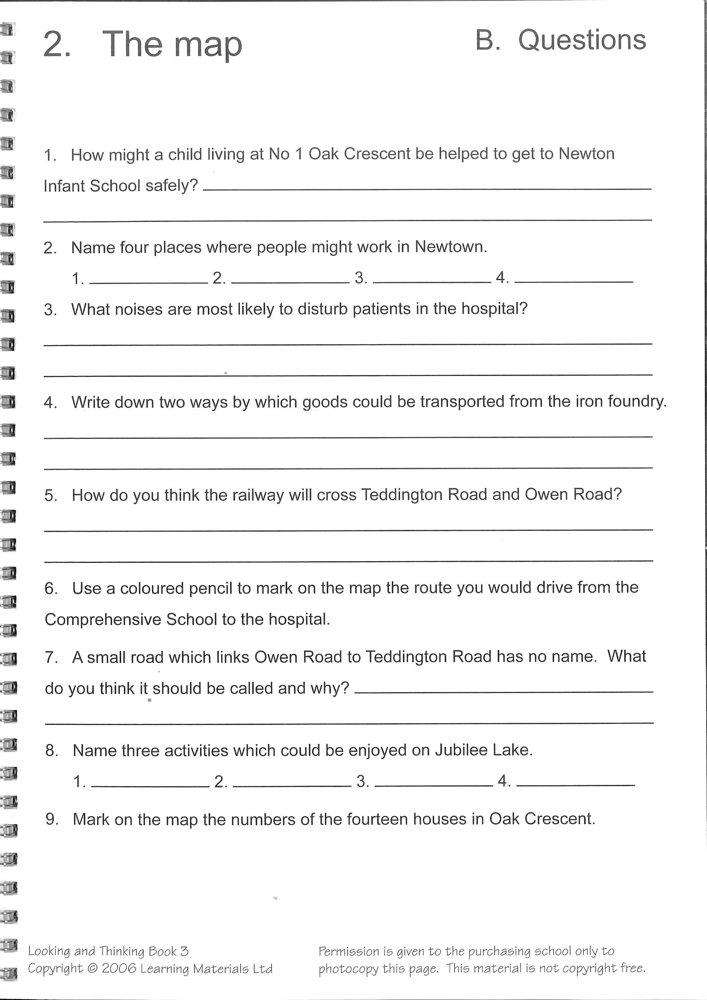 2. The map B. Questions
1. How might a child living at No 1 Oak Crescent be helped to get to Newton
Infant School safely?
2. Name four places where people might work in Newtown.
1. 2. 3. 4.
3. What noises are most likely to disturb patients in the hospital?
4. Write down two ways by which goods could be transported from the iron foundry.
5. How do you think the railway will cross Teddington Road and Owen Road?
6. Use a coloured pencil to mark on the map the route you would drive from the
Comprehensive School to the hospital.
7. A small road which links Owen Road to Teddington Road has no name. What
do you think it should be called and why?
8. Name three activities which could be enjoyed on Jubilee Lake.
1. 2. 3. 4.
9. Mark on the map the numbers of the fourteen houses in Oak Crescent.
Looking and Thinking Book 3
Copyright © 2006 Learning Materials Ltd
Permission is given to the purchasing school only to
photocopy this page. This material is not copyright free.